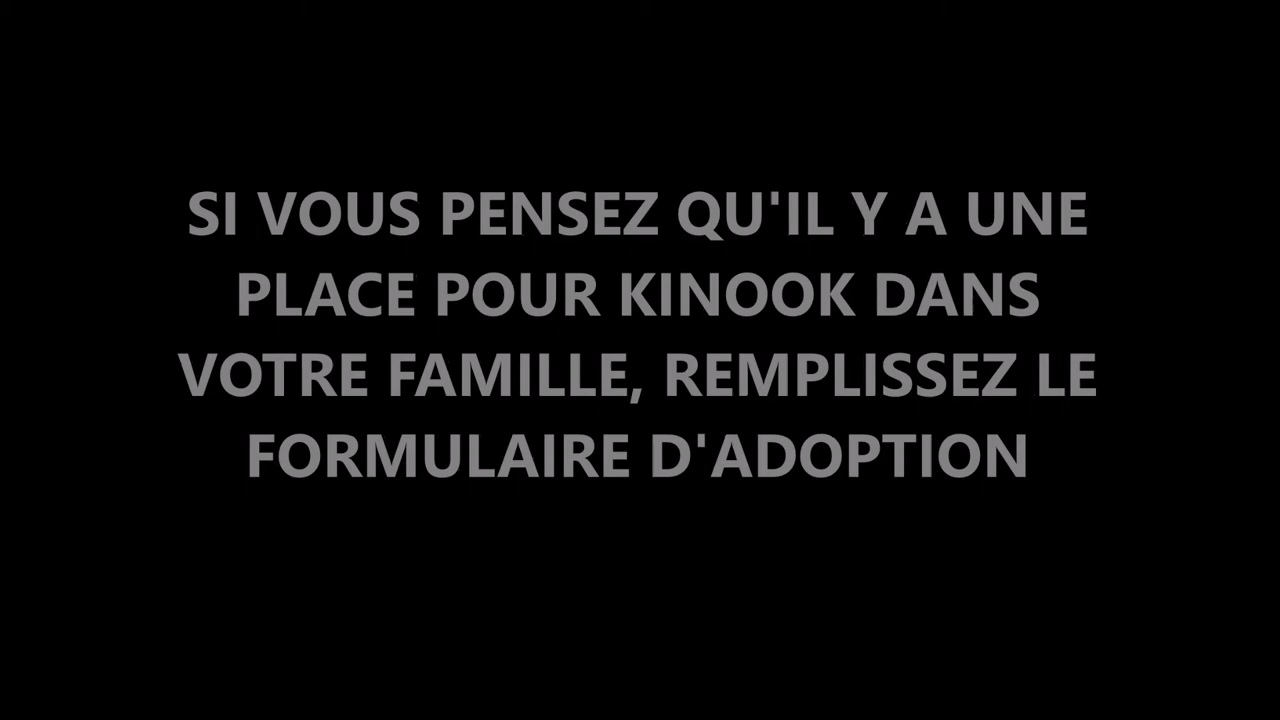 SI VOUS PENSEZ QU'IL Y A UNE
PLACE POUR KINOOK DANS
VOTRE FAMILLE, REMPLISSEZ LE
FORMULAIRE D'ADOPTION